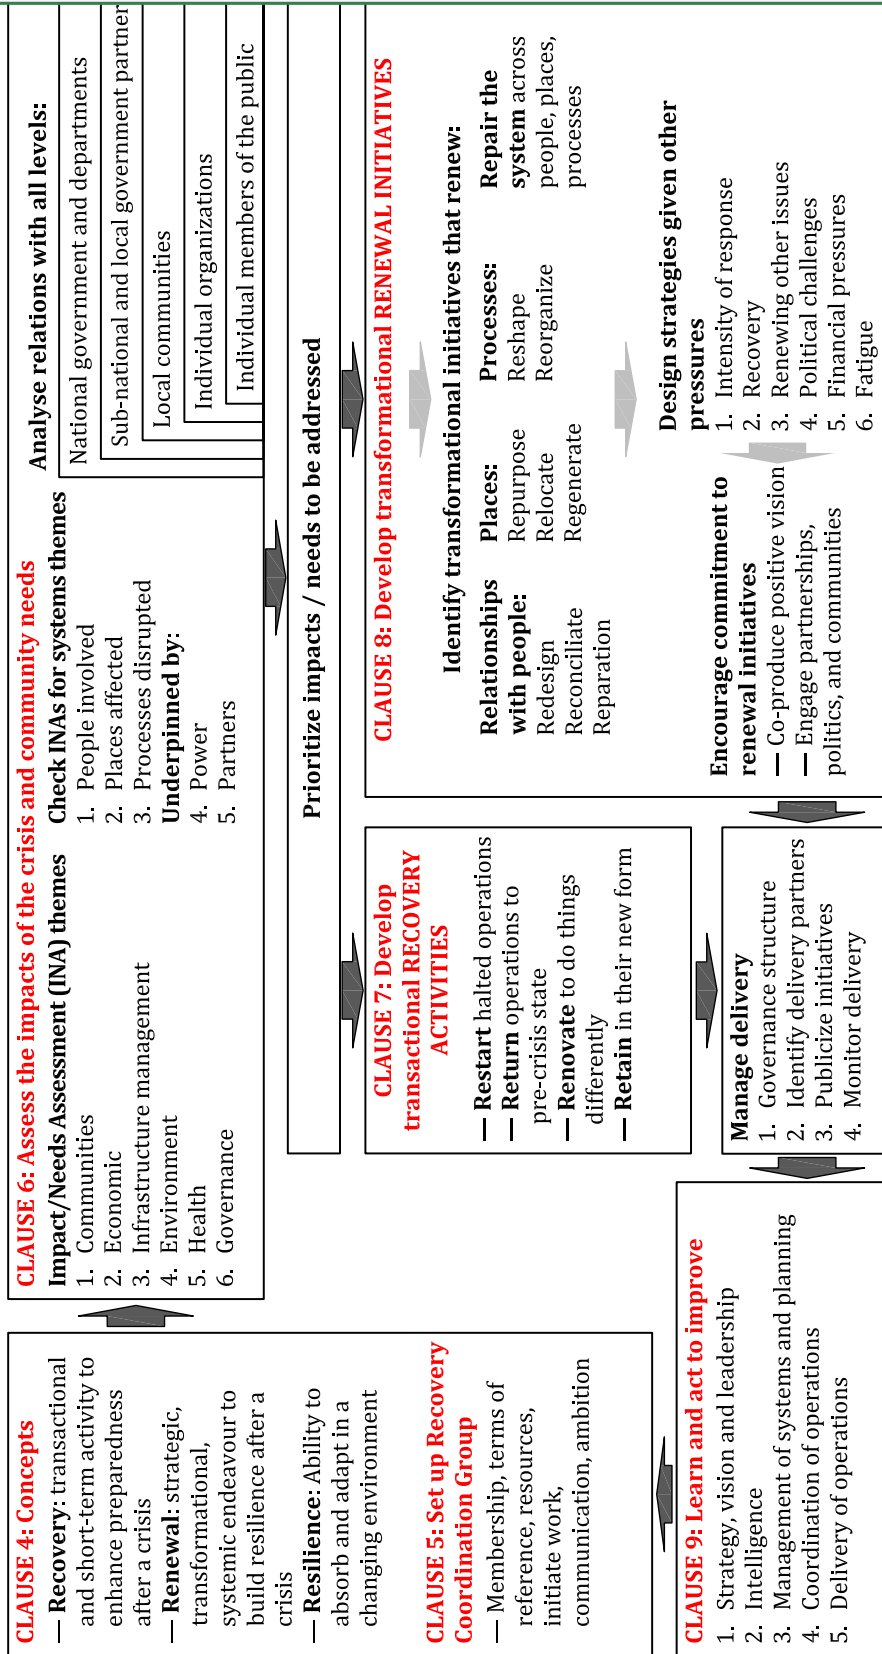 CLAUSE 4: Concepts
— Recovery: transactional
and short-term activity to
enhance preparedness
after a crisis
— Renewal: strategic,
transformational,
systemic endeavour to
build resilience after a
crisis
— Resilience: Ability to
absorb and adapt in a
changing environment
CLAUSE 5: Set up Recovery
Coordination Group
— Membership, terms of
reference, resources,
initiate work,
communication, ambition
CLAUSE 6: Assess the impacts of the crisis and community needs
Impact/Needs Assessment (INA) themes
1. Communities
2. Economic
3. Infrastructure management
4. Environment
5. Health
6. Governance
Check INAs for systems themes
1. People involved
2. Places affected
3. Processes disrupted
Underpinned by:
4. Power
5. Partners
Analyse relations with all levels:
National government and departments
Sub-national and local government partner
Local communities
Individual organizations
Individual members of the public
Prioritize impacts / needs to be addressed
CLAUSE 7: Develop
transactional RECOVERY
ACTIVITIES
— Restart halted operations
— Return operations to
pre-crisis state
— Renovate to do things
differently
— Retain in their new form
CLAUSE 8: Develop transformational RENEWAL INITIATIVES
Identify transformational initiatives that renew:
Relationships
with people:
Redesign
Reconciliate
Reparation
Places:
Repurpose
Relocate
Regenerate
Processes:
Reshape
Reorganize
Repair the
system across
people, places,
processes
Design strategies given other
pressures
1. Intensity of response
2. Recovery
3. Renewing other issues
4. Political challenges
5. Financial pressures
6. Fatigue
Encourage commitment to
renewal initiatives
— Co-produce positive vision
— Engage partnerships,
politics, and communities
Manage delivery
1. Governance structure
2. Identify delivery partners
3. Publicize initiatives
4. Monitor delivery
CLAUSE 9: Learn and act to improve
1. Strategy, vision and leadership
2. Intelligence
3. Management of systems and planning
4. Coordination of operations
5. Delivery of operations